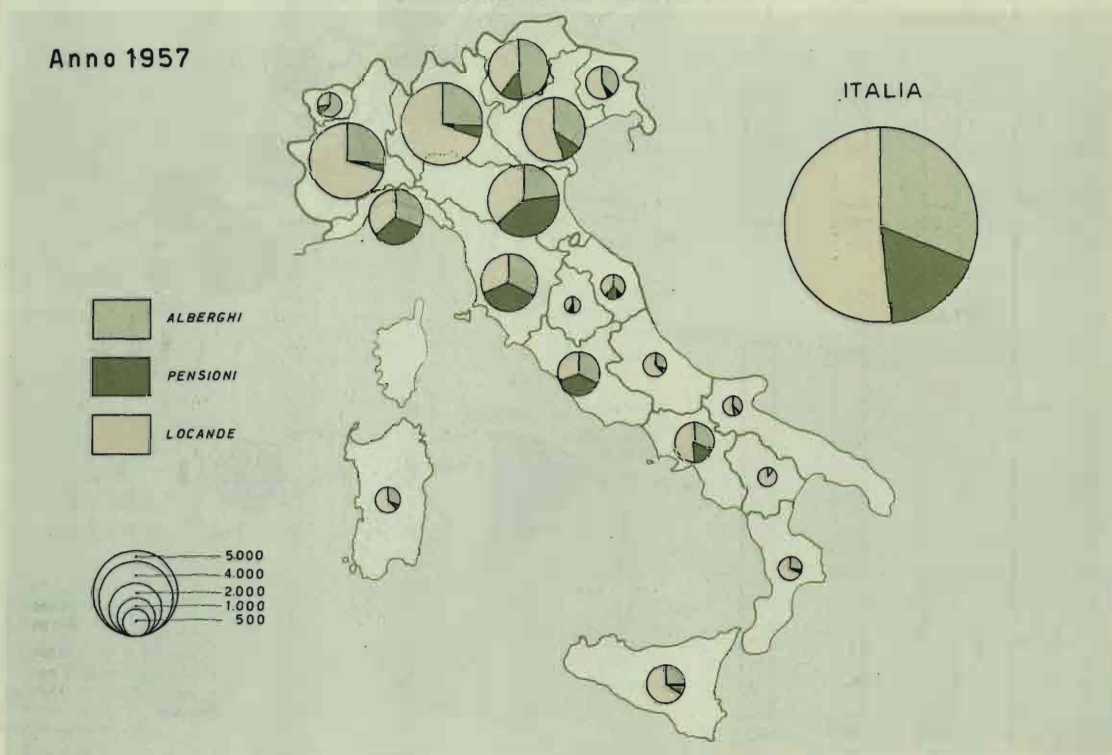 Anno 1957
ITALIA
ALBERGHI
PENSIONI
LOCANDE
5.000
4.000
2.000
1.000
500